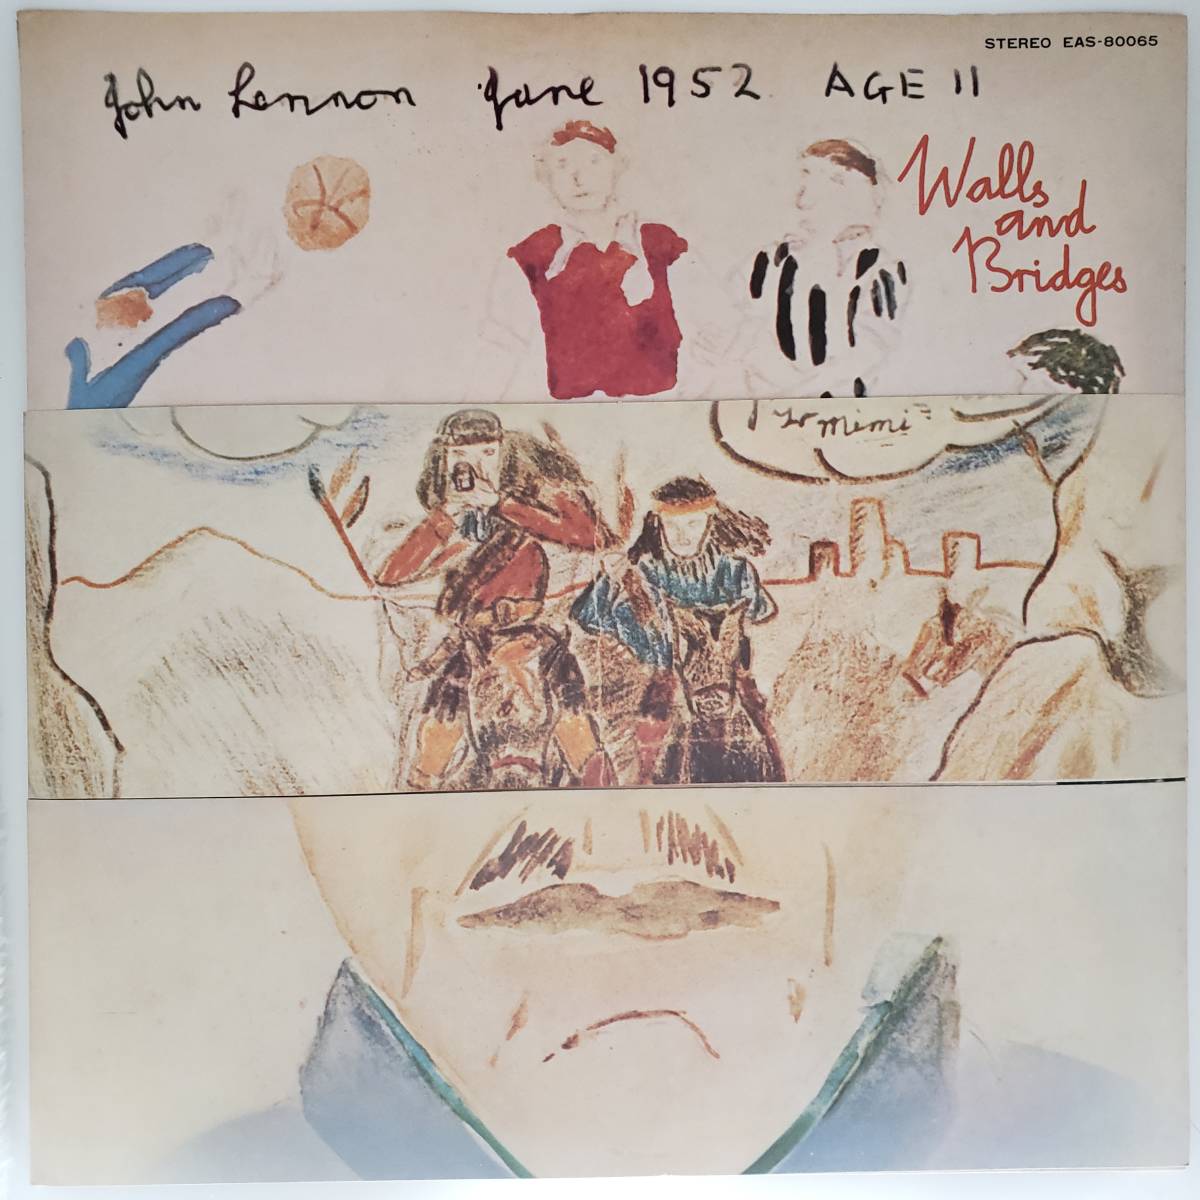 STEREO EAS-80065
John Lennon June 1952 AGE 11
Walls
and
Bridges
to mimi =